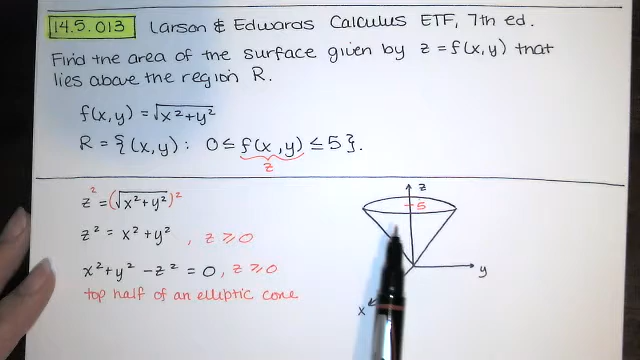 14.5.013 Larson & Edwards Calculus ETF, 7th ed.
Find the area of the surface given by z = f(x,y) that
lies above the region R.
f(x,y) = √x²+y²
R = {(x,y): 0 ≤ f(x,y) ≤ 5}.
z
z² = (√x²+y²)²
z² = x² + y² , z ≥ 0
x² + y² - z² = 0, z ≥ 0
top half of an elliptic cone
z
5
y
x